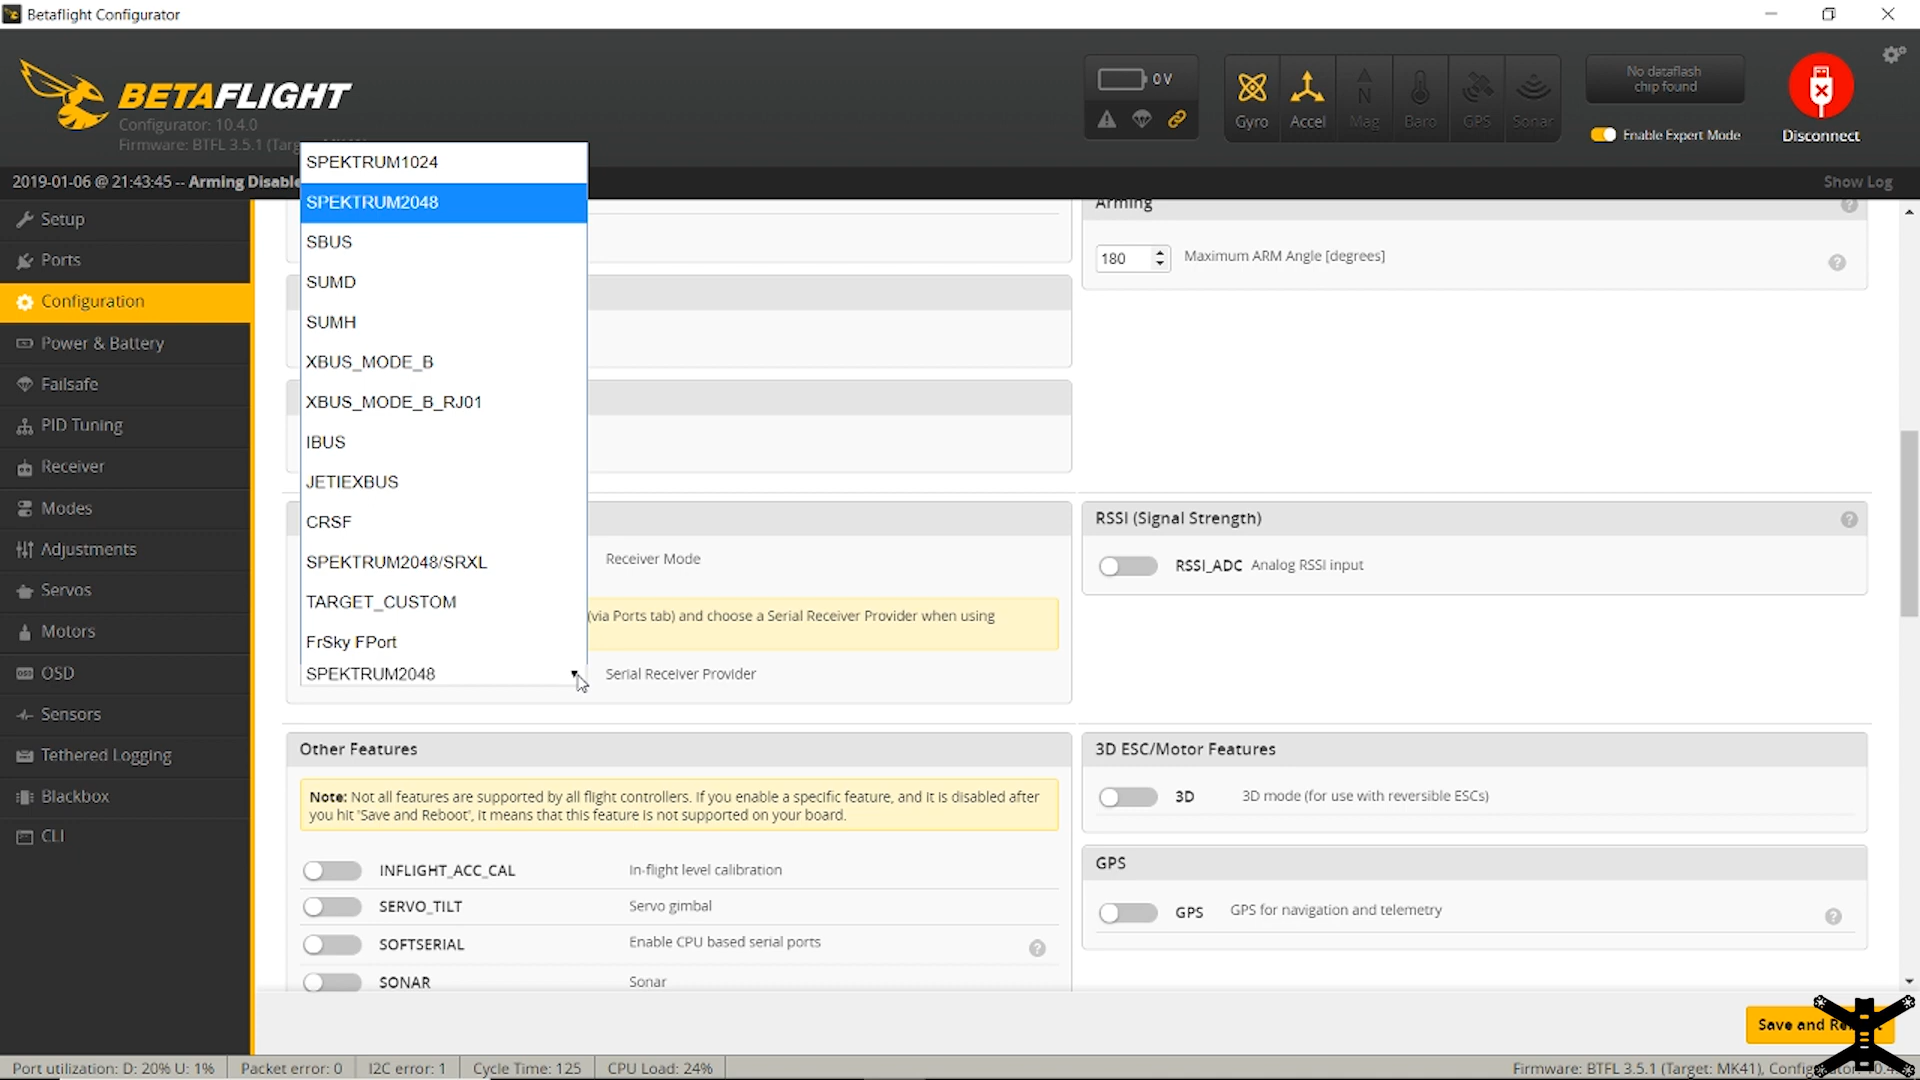 Betaflight Configurator
BETAFLIGHT
Configurator: 10.4.0
Firmware: BTFL 3.5.1 (Targ
0 V
Gyro
Accel
Mag
Baro
GPS
Sonar
No dataflash
chip found
Enable Expert Mode
Disconnect
2019-01-06 @ 21:43:45 -- Arming Disable
Show Log
Setup
Ports
Configuration
Power & Battery
Failsafe
PID Tuning
Receiver
Modes
Adjustments
Servos
Motors
OSD
Sensors
Tethered Logging
Blackbox
CLI
SPEKTRUM1024
SPEKTRUM2048
SBUS
SUMD
SUMH
XBUS_MODE_B
XBUS_MODE_B_RJ01
IBUS
JETIEXBUS
CRSF
SPEKTRUM2048/SRXL
TARGET_CUSTOM
FrSky FPort
SPEKTRUM2048
Receiver Mode
(via Ports tab) and choose a Serial Receiver Provider when using
Serial Receiver Provider
Arming
180 Maximum ARM Angle [degrees]
RSSI (Signal Strength)
RSSI_ADC Analog RSSI input
Other Features
Note: Not all features are supported by all flight controllers. If you enable a specific feature, and it is disabled after
you hit 'Save and Reboot', it means that this feature is not supported on your board.
INFLIGHT_ACC_CAL In-flight level calibration
SERVO_TILT Servo gimbal
SOFTSERIAL Enable CPU based serial ports
SONAR Sonar
3D ESC/Motor Features
3D 3D mode (for use with reversible ESCs)
GPS
GPS GPS for navigation and telemetry
Save and Re
Port utilization: D: 20% U: 1%
Packet error: 0
I2C error: 1
Cycle Time: 125
CPU Load: 24%
Firmware: BTFL 3.5.1 (Target: MK41), Config